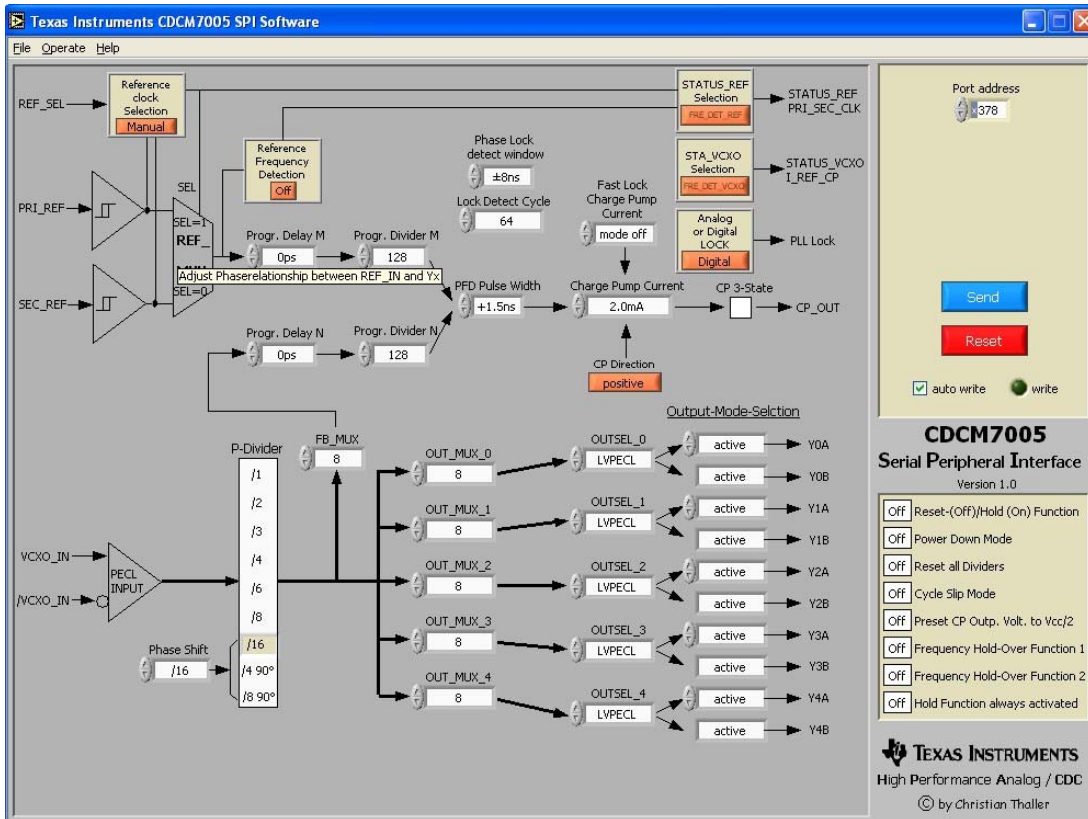 Texas Instruments CDCM7005 SPI Software
File Operate Help
REF_SEL
Reference
clock
Selection
Manual
STATUS_REF
Selection
FRE_DET_REF
STATUS_REF
PRI_SEC_CLK
Reference
Frequency
Detection
Off
Phase Lock
detect window
±8ns
Lock Detect Cycle
64
STA_VCXO
Selection
FRE_DET_VCXO
STATUS_VCXO
I_REF_CP
Fast Lock
Charge Pump
Current
mode off
Analog
or Digital
LOCK
Digital
PLL Lock
PRI_REF
SEL
SEL=1
REF_
SEL=0
SEC_REF
Progr. Delay M
0ps
Progr. Divider M
128
Adjust Phaserelationship between REF_IN and Yx
PFD Pulse Width
+1.5ns
Charge Pump Current
2.0mA
CP 3-State
CP_OUT
Progr. Delay N
0ps
Progr. Divider N
128
CP Direction
positive
Output-Mode-Selction
P-Divider
/1
/2
/3
/4
/6
/8
/16
/4 90°
/8 90°
FB_MUX
8
VCXO_IN
/VCXO_IN
PECL
INPUT
Phase Shift
/16
OUT_MUX_0
8
OUTSEL_0
LVPECL
active Y0A
active Y0B
OUT_MUX_1
8
OUTSEL_1
LVPECL
active Y1A
active Y1B
OUT_MUX_2
8
OUTSEL_2
LVPECL
active Y2A
active Y2B
OUT_MUX_3
8
OUTSEL_3
LVPECL
active Y3A
active Y3B
OUT_MUX_4
8
OUTSEL_4
LVPECL
active Y4A
active Y4B
Port address
x378
Send
Reset
auto write
write
CDCM7005
Serial Peripheral Interface
Version 1.0
Off Reset-(Off)/Hold (On) Function
Off Power Down Mode
Off Reset all Dividers
Off Cycle Slip Mode
Off Preset CP Outp. Volt. to Vcc/2
Off Frequency Hold-Over Function 1
Off Frequency Hold-Over Function 2
Off Hold Function always activated
TEXAS INSTRUMENTS
High Performance Analog / CDC
© by Christian Thaller